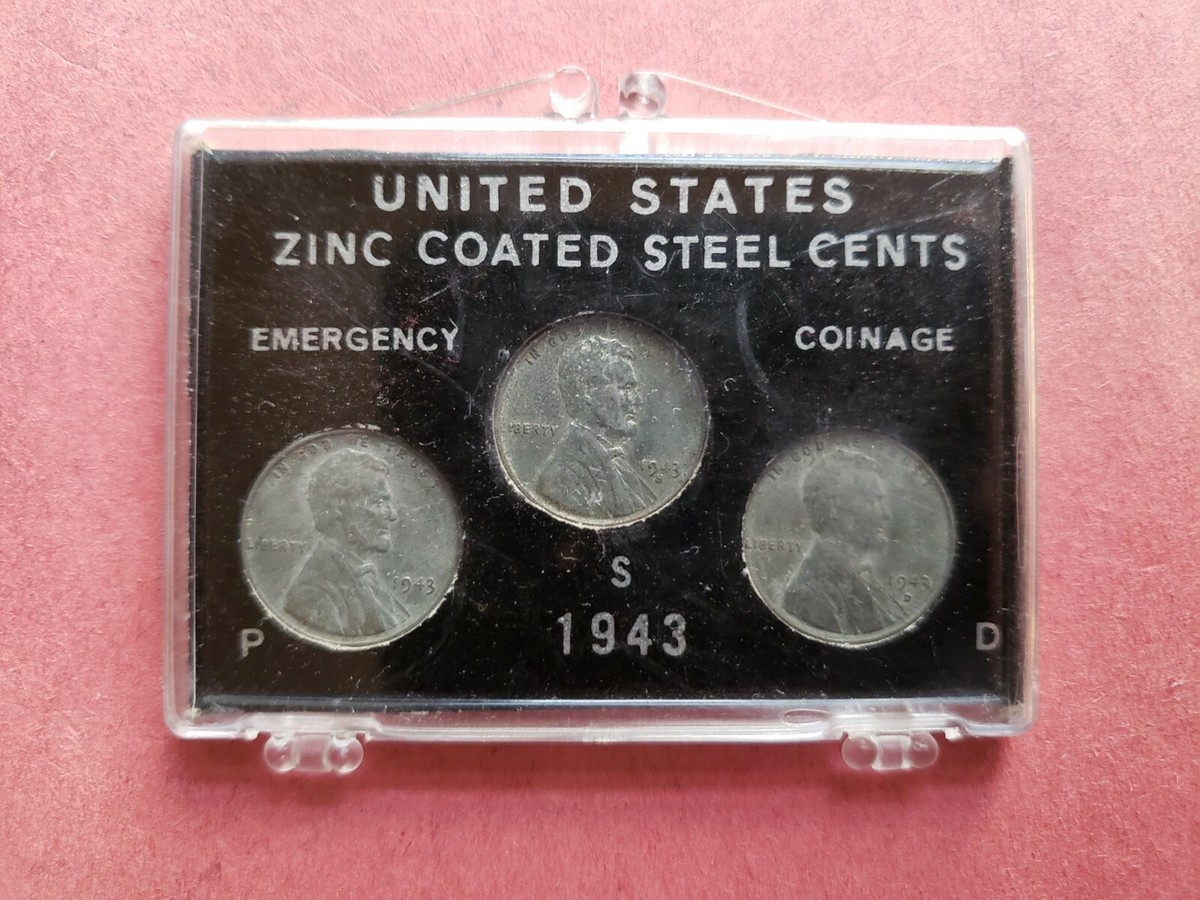 UNITED STATES
ZINC COATED STEEL CENTS
EMERGENCY COINAGE
IN GOD WE TRUST
LIBERTY
1943
P
IN GOD WE
LIBERTY
1943
S
S
1943
IN GOD WE TRUST
LIBERTY
1943
D
D